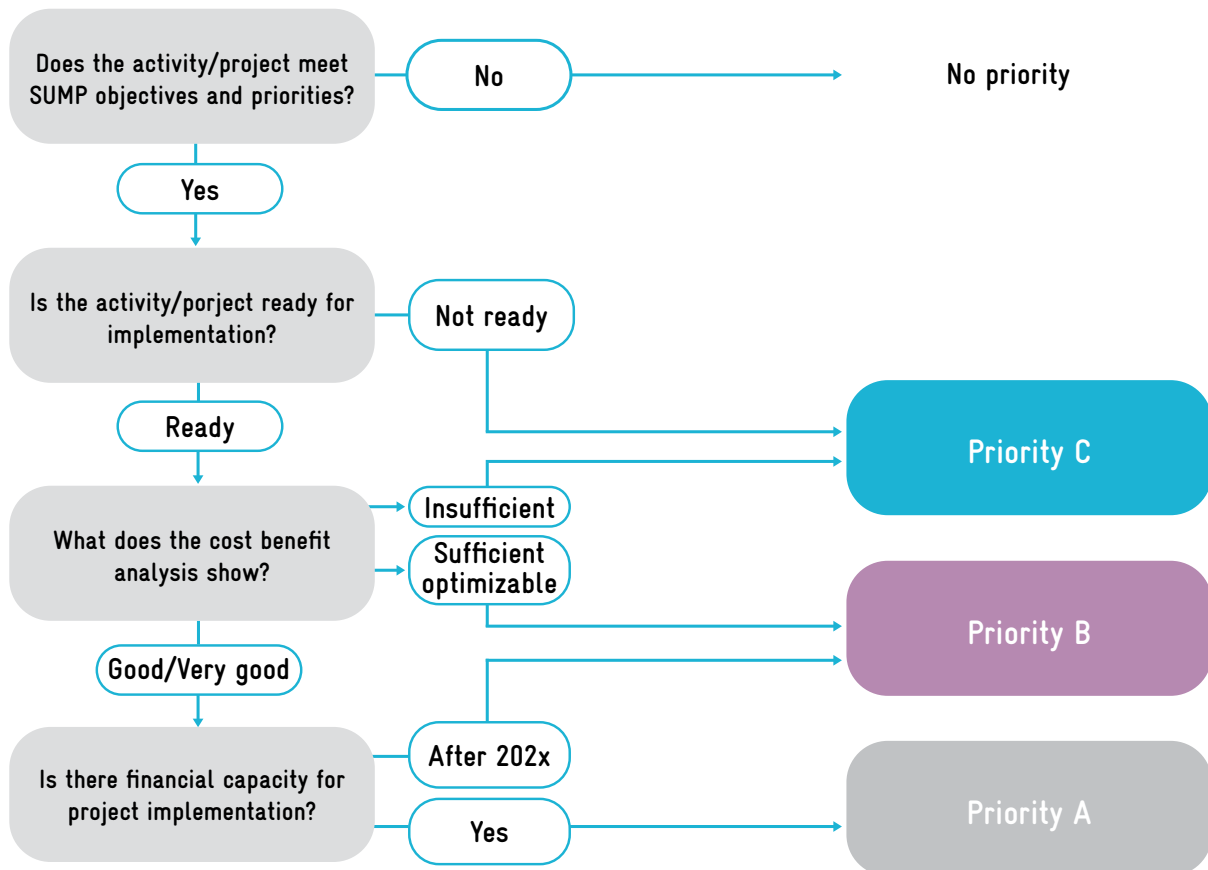 Does the activity/project meet
SUMP objectives and priorities?
No
No priority
Yes
Is the activity/porject ready for
implementation?
Not ready
Ready
Priority C
What does the cost benefit
analysis show?
Insufficient
Sufficient
optimizable
Priority B
Good/Very good
Is there financial capacity for
project implementation?
After 202x
Yes
Priority A